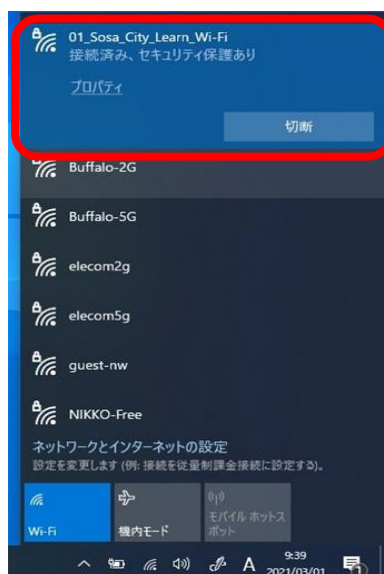 01_Sosa_City_Learn_Wi-Fi
接続済み、セキュリティ保護あり
プロパティ
切断
Buffalo-2G
Buffalo-5G
elecom2g
elecom5g
guest-nw
NIKKO-Free
ネットワークとインターネットの設定
設定を変更します (例: 接続を従量制課金接続に設定する)。
Wi-Fi
機内モード
モバイル ホットスポット
A
9:39
2021/03/01
1